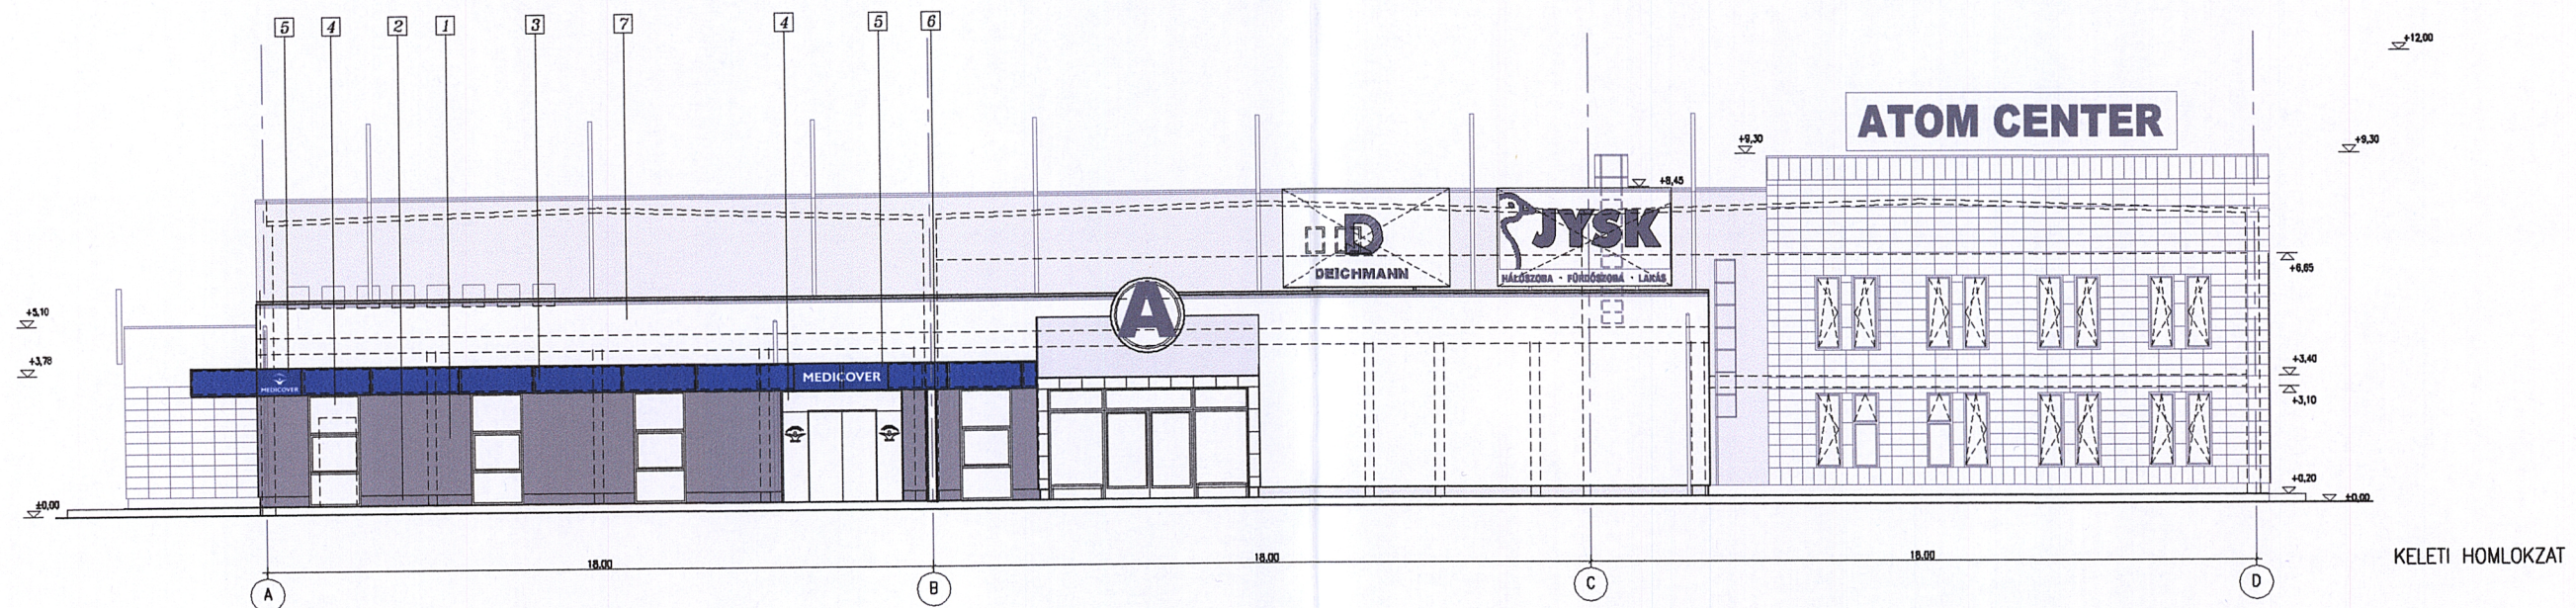 5 4 2 1 3 7 4 5 6
+12,00
ATOM CENTER
+9,30
+9,30
+8,45
JYSK
HÁLÓSZOBA · FÜRDŐSZOBA · LAKÁS
D
DEICHMANN
+6,65
A
+5,10
+3,78
+3,40
+3,10
MEDICOVER
MEDICOVER
+0,20
±0,00
±0,00
18.00
18.00
18.00
KELETI HOMLOKZAT
A
B
C
D